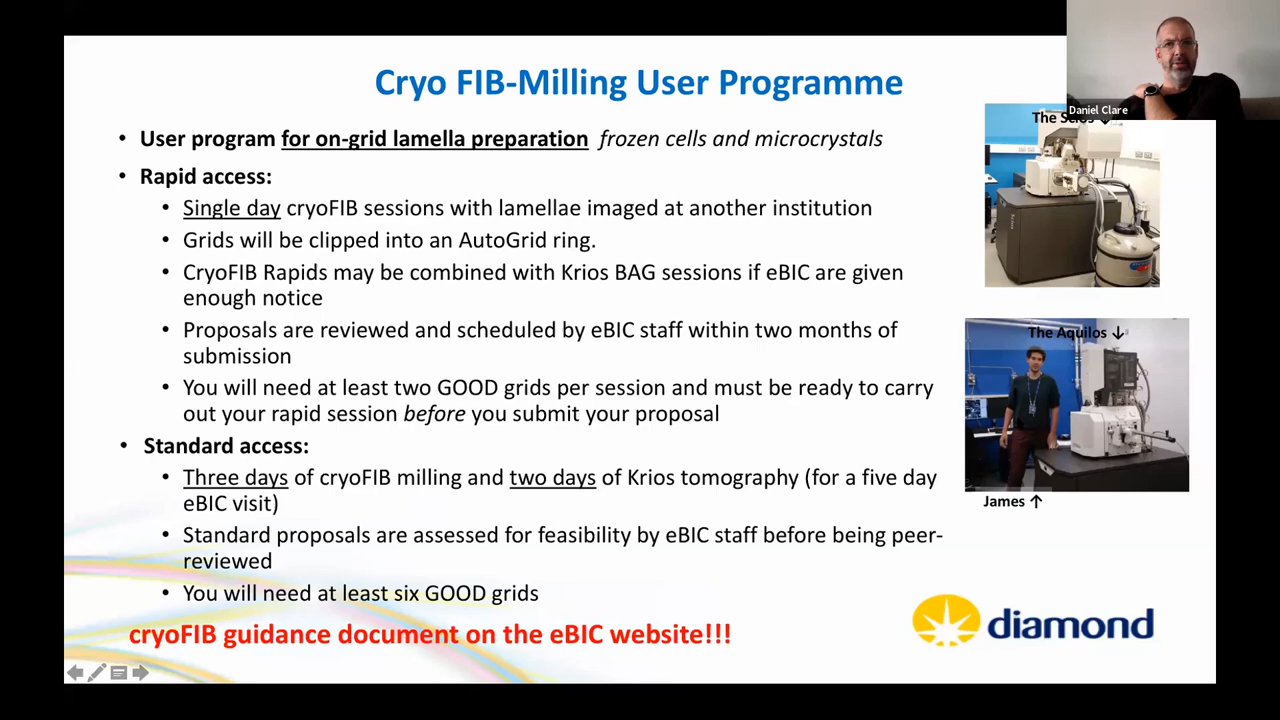 Cryo FIB-Milling User Programme
Daniel Clare
The Scios ↓
• User program for on-grid lamella preparation frozen cells and microcrystals
• Rapid access:
• Single day cryoFIB sessions with lamellae imaged at another institution
• Grids will be clipped into an AutoGrid ring.
• CryoFIB Rapids may be combined with Krios BAG sessions if eBIC are given
enough notice
• Proposals are reviewed and scheduled by eBIC staff within two months of
submission
The Aquilos ↓
• You will need at least two GOOD grids per session and must be ready to carry
out your rapid session before you submit your proposal
• Standard access:
• Three days of cryoFIB milling and two days of Krios tomography (for a five day
eBIC visit)
James ↑
• Standard proposals are assessed for feasibility by eBIC staff before being peer-
reviewed
• You will need at least six GOOD grids
cryoFIB guidance document on the eBIC website!!!
diamond